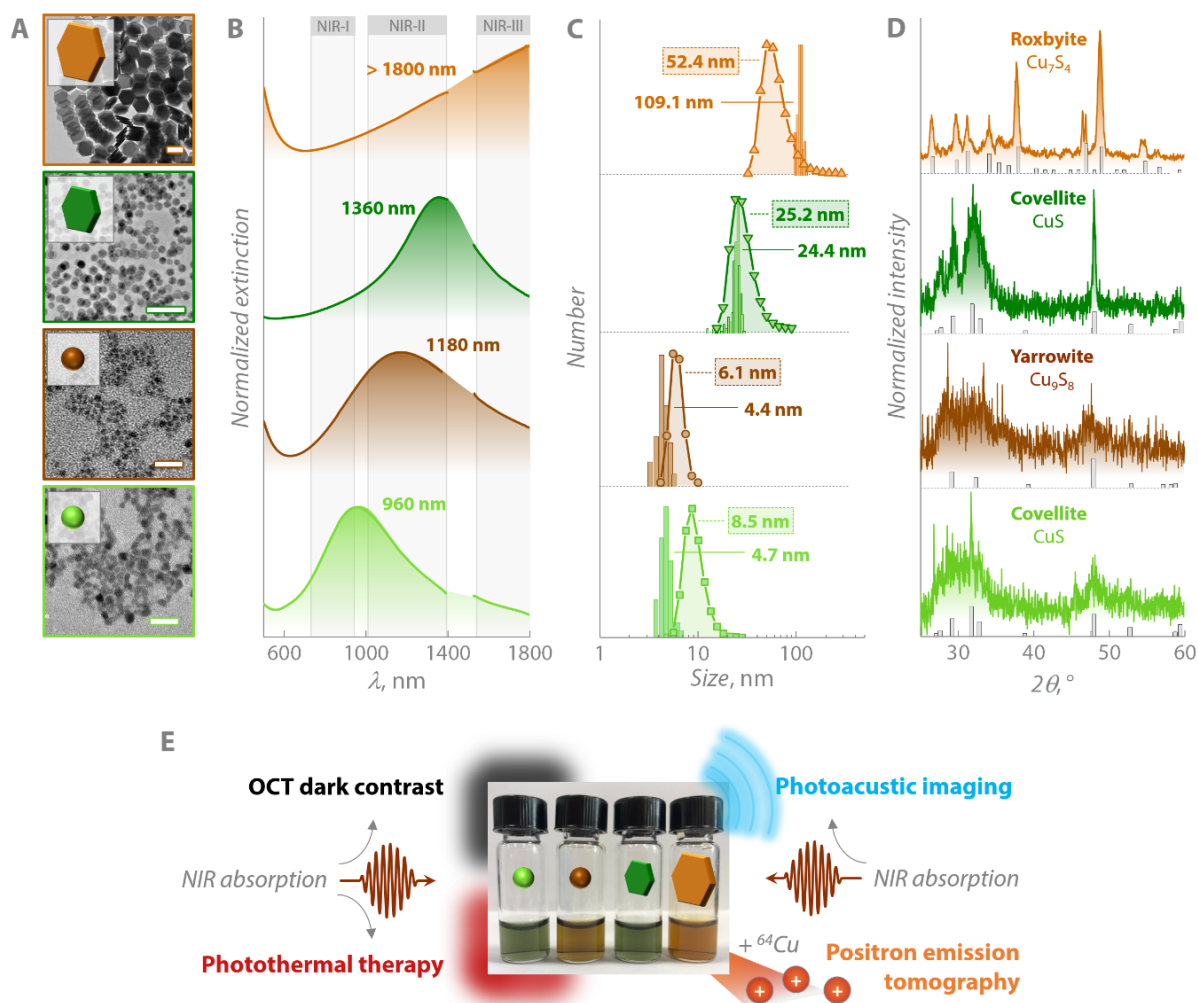 A
B
NIR-I
NIR-II
NIR-III
> 1800 nm
1360 nm
1180 nm
960 nm
Normalized extinction
600
1000
1400
1800
λ, nm
C
52.4 nm
109.1 nm
25.2 nm
24.4 nm
6.1 nm
4.4 nm
8.5 nm
4.7 nm
Number
1
10
100
Size, nm
D
Roxbyite
Cu₇S₄
Covellite
CuS
Yarrowite
Cu₉S₈
Covellite
CuS
Normalized intensity
30
40
50
60
2θ, °
E
OCT dark contrast
NIR absorption
Photothermal therapy
Photoacustic imaging
NIR absorption
+ ⁶⁴Cu
Positron emission
tomography
+
+
+